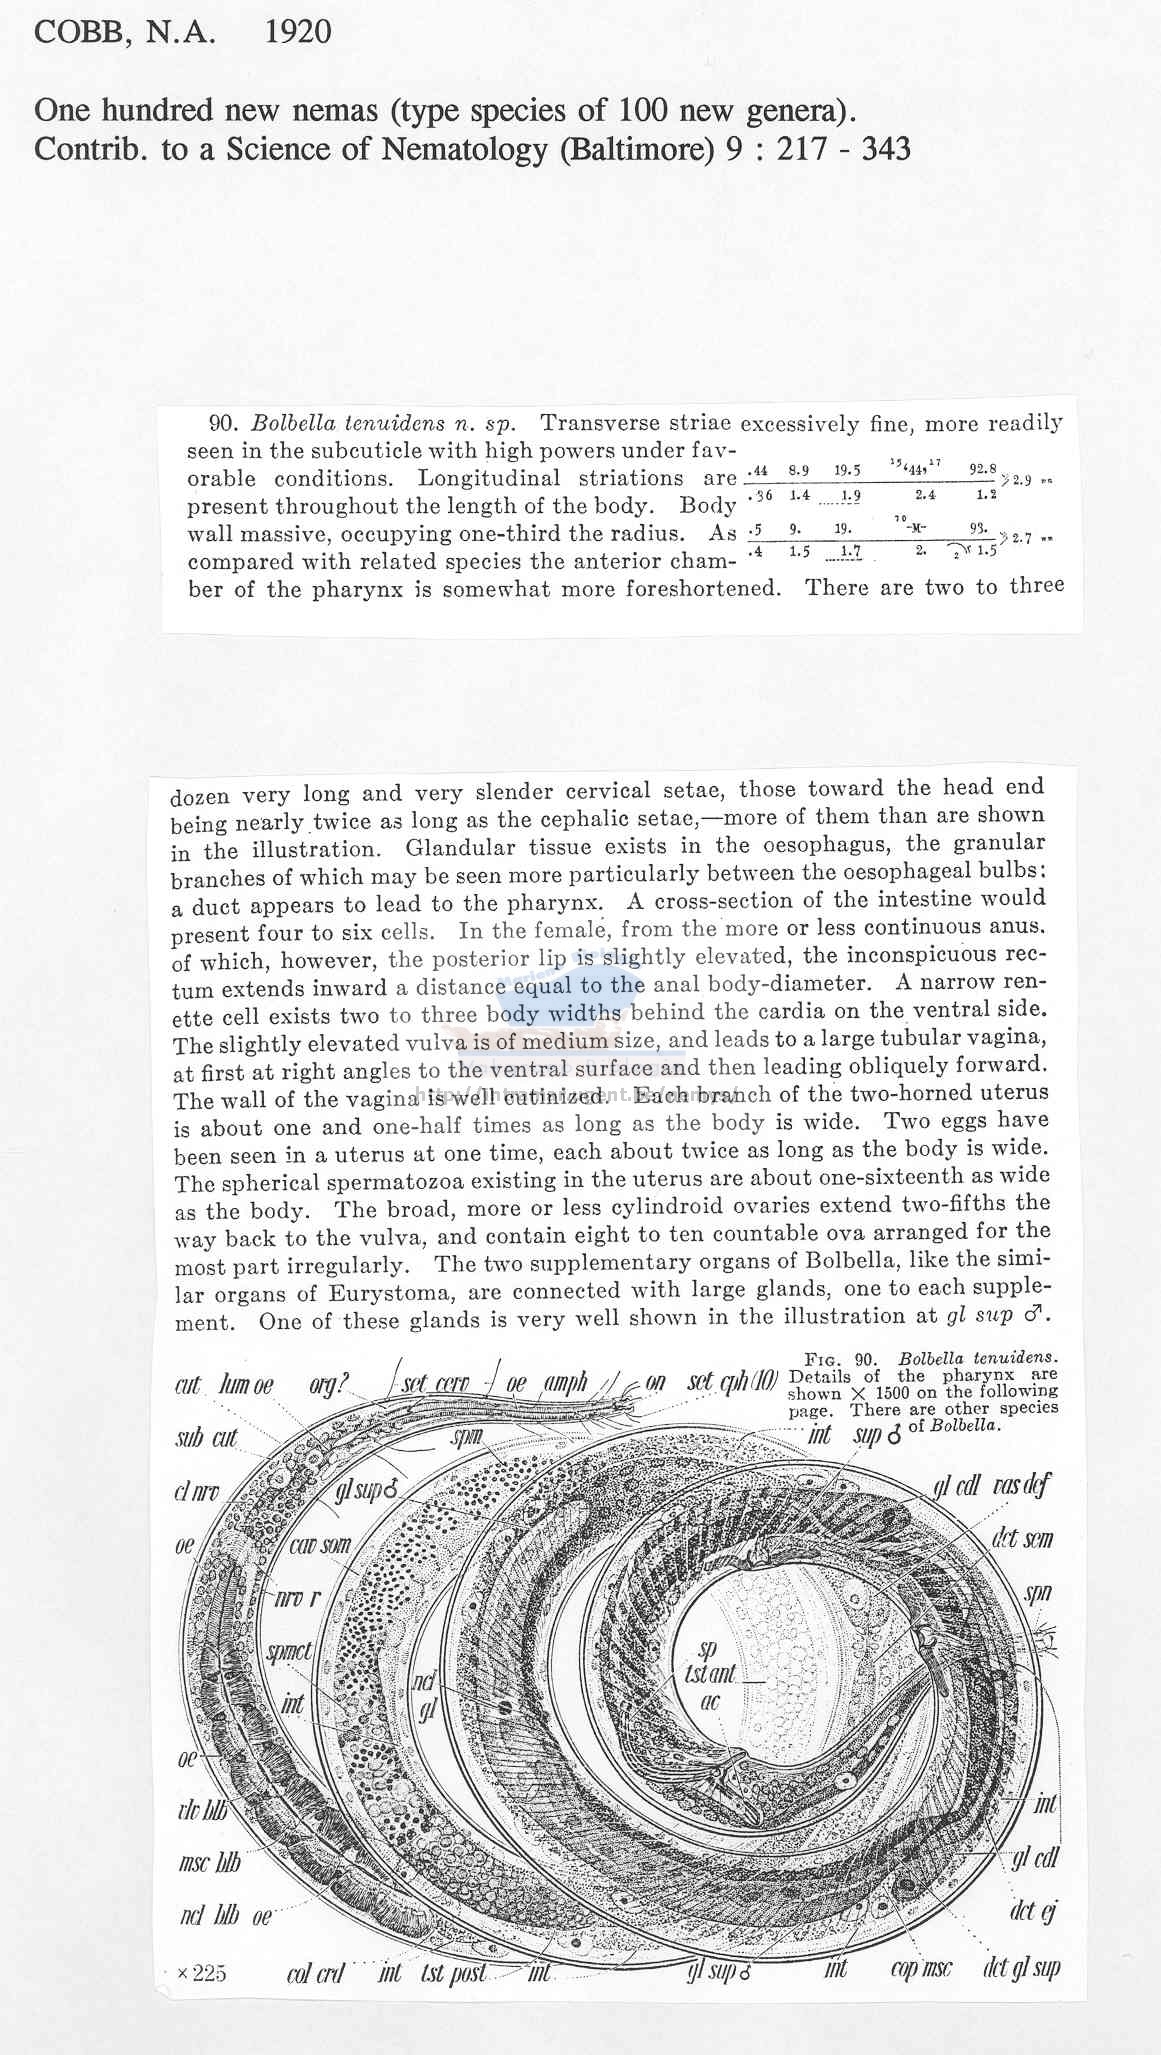 COBB, N.A. 1920
One hundred new nemas (type species of 100 new genera).
Contrib. to a Science of Nematology (Baltimore) 9 : 217 - 343
90. Bolbella tenuidens n. sp. Transverse striae excessively fine, more readily
seen in the subcuticle with high powers under fav-
orable conditions. Longitudinal striations are
present throughout the length of the body. Body
wall massive, occupying one-third the radius. As
compared with related species the anterior cham-
.44 8.9 19.5 92.8
.36 1.4 1.9 2.4 1.2
2.9
.5 9. 19. -M- 93.
.4 1.5 1.7 2. 1.5
2.7
ber of the pharynx is somewhat more foreshortened. There are two to three
dozen very long and very slender cervical setae, those toward the head end
being nearly twice as long as the cephalic setae,—more of them than are shown
in the illustration. Glandular tissue exists in the oesophagus, the granular
branches of which may be seen more particularly between the oesophageal bulbs:
a duct appears to lead to the pharynx. A cross-section of the intestine would
present four to six cells. In the female, from the more or less continuous anus.
of which, however, the posterior lip is slightly elevated, the inconspicuous rec-
tum extends inward a distance equal to the anal body-diameter. A narrow ren-
ette cell exists two to three body widths behind the cardia on the ventral side.
The slightly elevated vulva is of medium size, and leads to a large tubular vagina,
at first at right angles to the ventral surface and then leading obliquely forward.
The wall of the vagina is well cutinized. Each branch of the two-horned uterus
is about one and one-half times as long as the body is wide. Two eggs have
been seen in a uterus at one time, each about twice as long as the body is wide.
The spherical spermatozoa existing in the uterus are about one-sixteenth as wide
as the body. The broad, more or less cylindroid ovaries extend two-fifths the
way back to the vulva, and contain eight to ten countable ova arranged for the
most part irregularly. The two supplementary organs of Bolbella, like the simi-
lar organs of Eurystoma, are connected with large glands, one to each supple-
ment. One of these glands is very well shown in the illustration at gl sup ♂.
FIG. 90. Bolbella tenuidens.
Details of the pharynx are
shown × 1500 on the following
page. There are other species
of Bolbella.
cut lum oe org? set cerv oe amph on set cph (10)
sub cut spm int sup ♂
cl nrv gl sup ♂ gl cdl vas def
oe cav som dct sem
nrv r spn
spmct sp
tst ant
int ncl gl ac
oe
vlv blb int
msc blb gl cdl
ncl blb oe dct ej
× 225 col crd int tst post int gl sup ♂ int cop msc dct gl sup